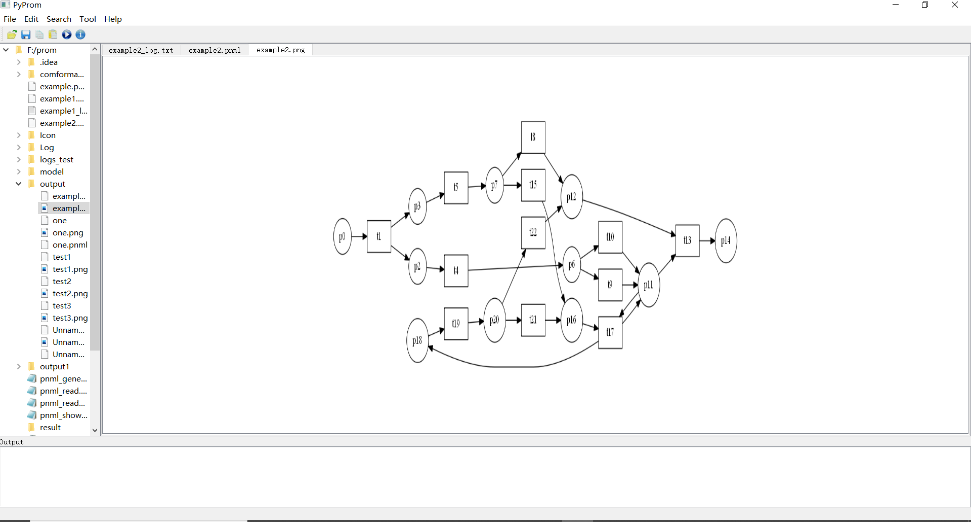 PyProm
File Edit Search Tool Help
F:/prom
.idea
comforma...
example.p...
example1....
example1_l...
example2....
Icon
Log
logs_test
model
output
exampl...
exampl...
one
one.png
one.pnml
test1
test1.png
test2
test2.png
test3
test3.png
Unnam...
Unnam...
Unnam...
output1
pnml_gene...
pnml_read....
pnml_read...
pnml_show...
result
example2_log.txt example2.pnml example2.png
t8
p7
t15
t5
p3
p12
t22
p0
t1
t10
t13
p14
p2
t4
p6
t9
p11
t19
p20
t21
p16
t17
p18
Output